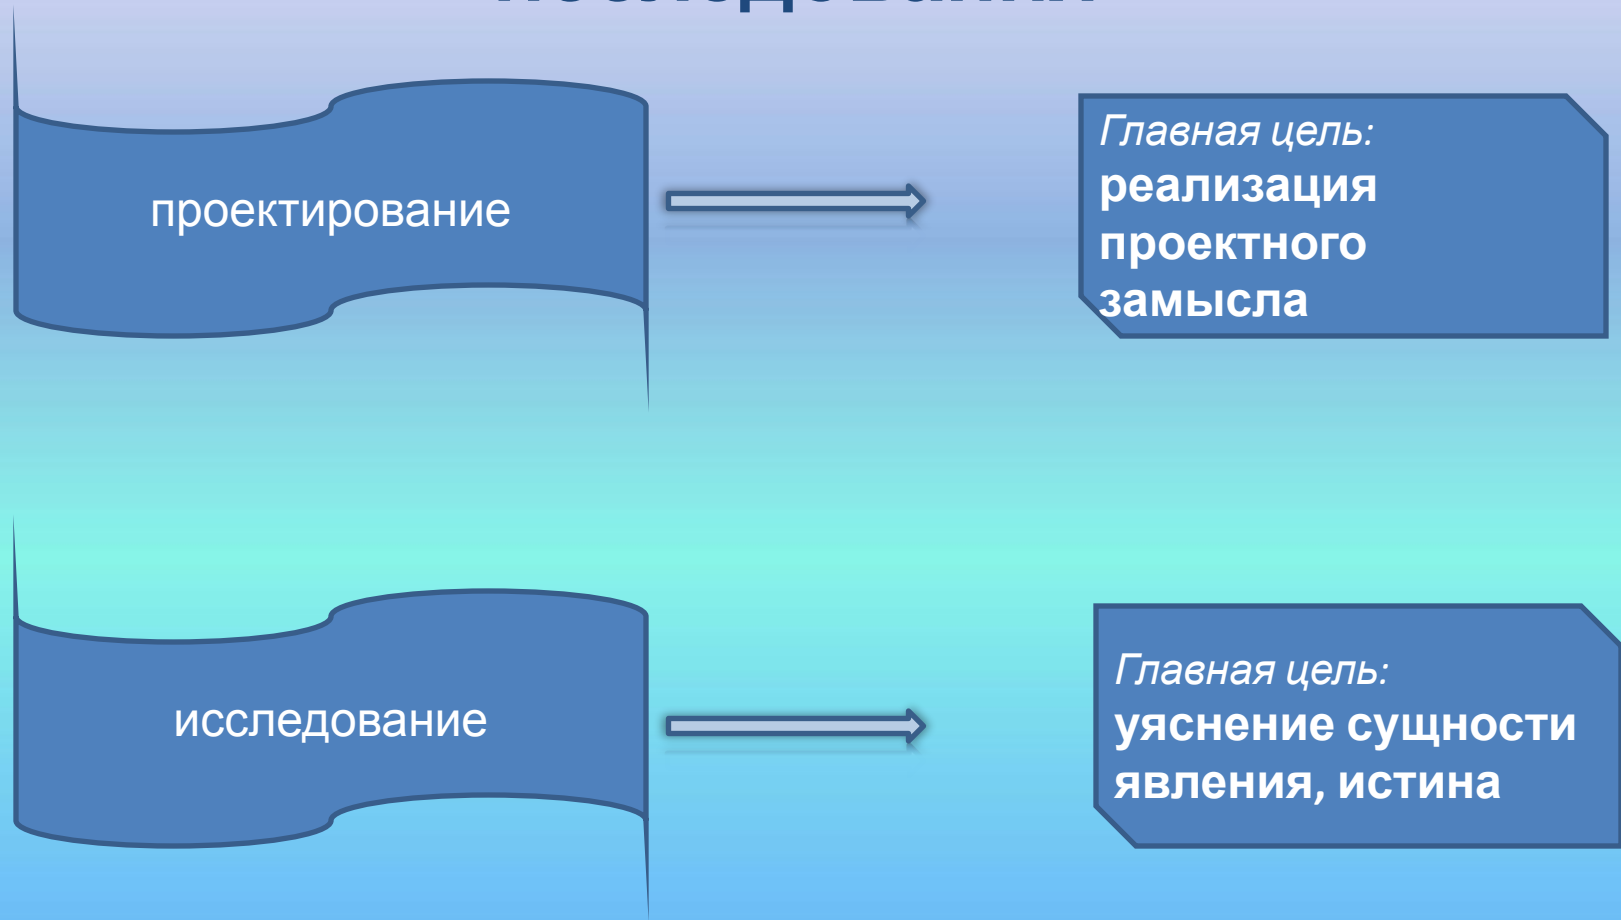 проектирование
Главная цель:
реализация
проектного
замысла
исследование
Главная цель:
уяснение сущности
явления, истина